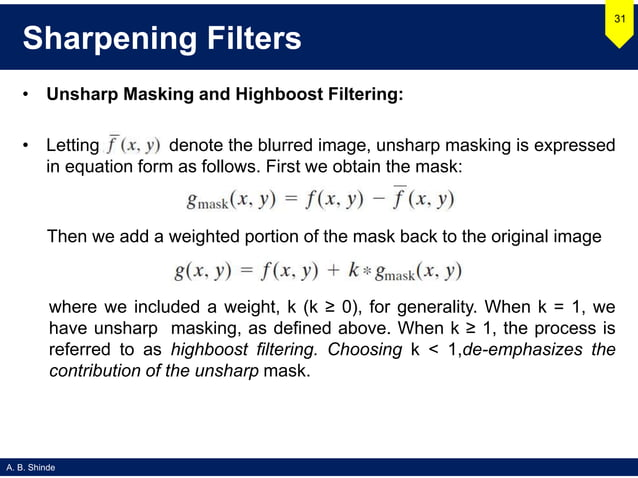 31
Sharpening Filters
• Unsharp Masking and Highboost Filtering:
• Letting f̅(x, y) denote the blurred image, unsharp masking is expressed
in equation form as follows. First we obtain the mask:
gmask(x, y) = f(x, y) − f̅(x, y)
Then we add a weighted portion of the mask back to the original image
g(x, y) = f(x, y) + k∗gmask(x, y)
where we included a weight, k (k ≥ 0), for generality. When k = 1, we
have unsharp masking, as defined above. When k ≥ 1, the process is
referred to as highboost filtering. Choosing k < 1,de-emphasizes the
contribution of the unsharp mask.
A. B. Shinde